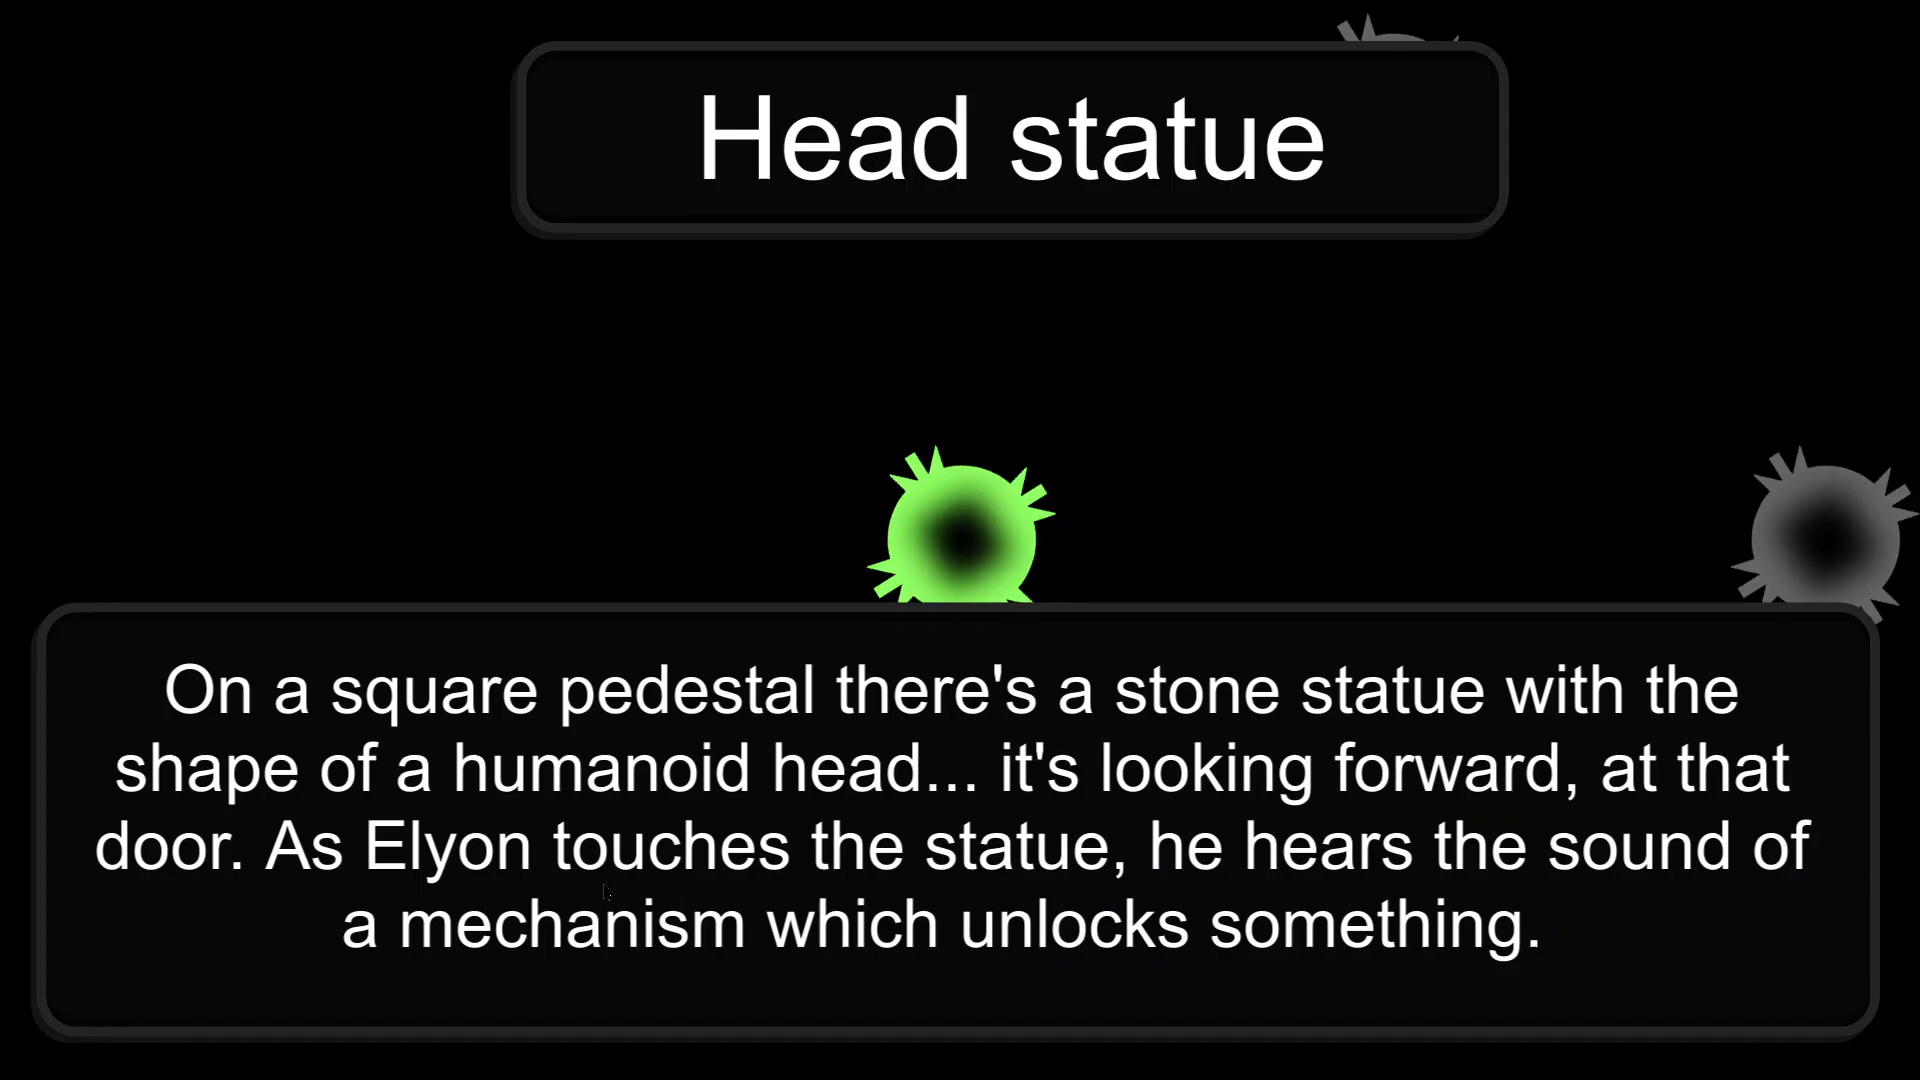 Head statue
On a square pedestal there's a stone statue with the
shape of a humanoid head... it's looking forward, at that
door. As Elyon touches the statue, he hears the sound of
a mechanism which unlocks something.